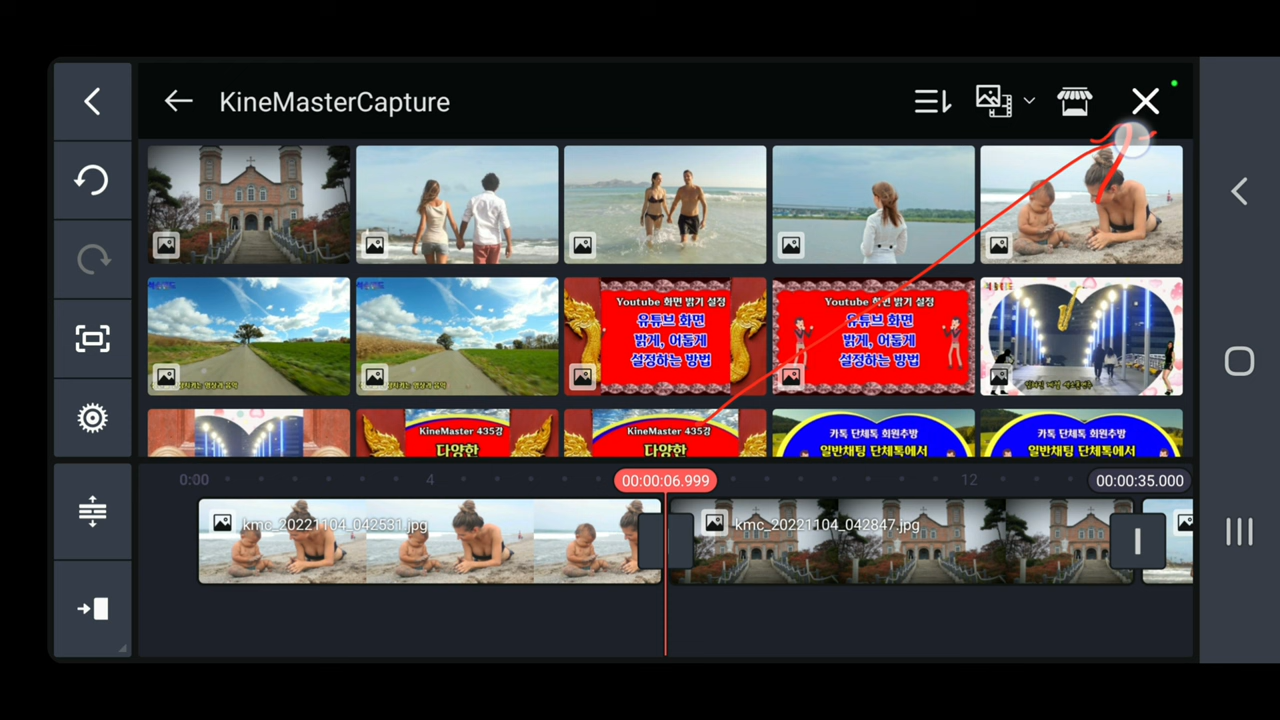 KineMasterCapture
Youtube 화면 밝기 설정
유튜브 화면
밝게, 어둡게
설정하는 방법
Youtube 화면 밝기 설정
유튜브 화면
밝게, 어둡게
설정하는 방법
KineMaster 435강
다양한
KineMaster 435강
다양한
카톡 단체톡 회원추방
일반채팅 단체톡에서
카톡 단체톡 회원추방
일반채팅 단체톡에서
0:00
4
00:00:06.999
12
00:00:35.000
kmc_20221104_042531.jpg
kmc_20221104_042847.jpg